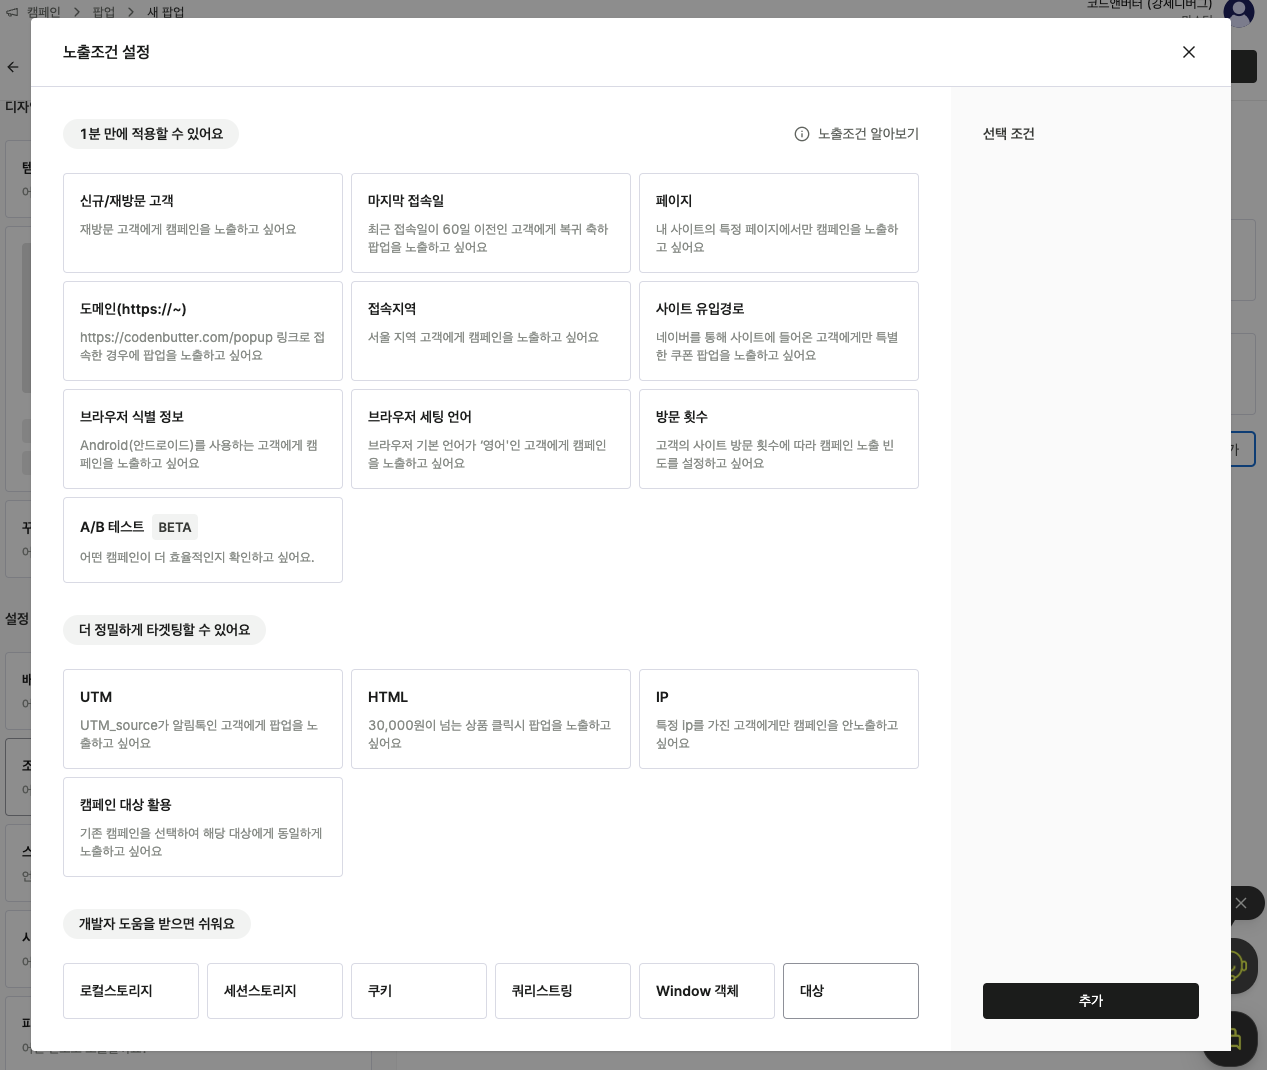 캠페인 > 팝업 > 새 팝업
코드앤버터 (강제디버그)
노출조건 설정
디자인
1분 만에 적용할 수 있어요
노출조건 알아보기
선택 조건
신규/재방문 고객
재방문 고객에게 캠페인을 노출하고 싶어요
마지막 접속일
최근 접속일이 60일 이전인 고객에게 복귀 축하
팝업을 노출하고 싶어요
페이지
내 사이트의 특정 페이지에서만 캠페인을 노출하
고 싶어요
도메인(https://~)
https://codenbutter.com/popup 링크로 접
속한 경우에 팝업을 노출하고 싶어요
접속지역
서울 지역 고객에게 캠페인을 노출하고 싶어요
사이트 유입경로
네이버를 통해 사이트에 들어온 고객에게만 특별
한 쿠폰 팝업을 노출하고 싶어요
브라우저 식별 정보
Android(안드로이드)를 사용하는 고객에게 캠
페인을 노출하고 싶어요
브라우저 세팅 언어
브라우저 기본 언어가 ‘영어'인 고객에게 캠페인
을 노출하고 싶어요
방문 횟수
고객의 사이트 방문 횟수에 따라 캠페인 노출 빈
도를 설정하고 싶어요
가
A/B 테스트 BETA
어떤 캠페인이 더 효율적인지 확인하고 싶어요.
설정
더 정밀하게 타겟팅할 수 있어요
UTM
UTM_source가 알림톡인 고객에게 팝업을 노
출하고 싶어요
HTML
30,000원이 넘는 상품 클릭시 팝업을 노출하고
싶어요
IP
특정 Ip를 가진 고객에게만 캠페인을 안노출하고
싶어요
캠페인 대상 활용
기존 캠페인을 선택하여 해당 대상에게 동일하게
노출하고 싶어요
개발자 도움을 받으면 쉬워요
로컬스토리지
세션스토리지
쿠키
쿼리스트링
Window 객체
대상
추가